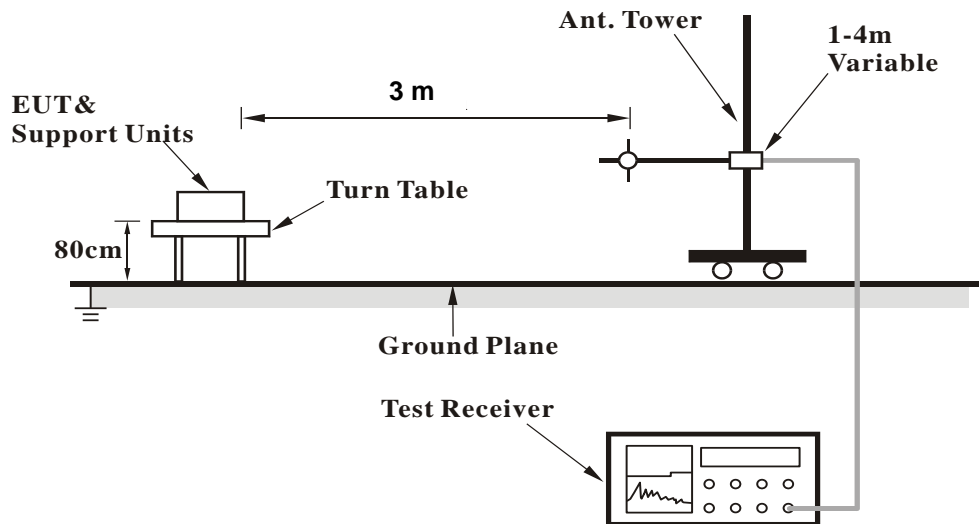 Ant. Tower
1-4m
Variable
3 m
EUT&
Support Units
Turn Table
80cm
Ground Plane
Test Receiver